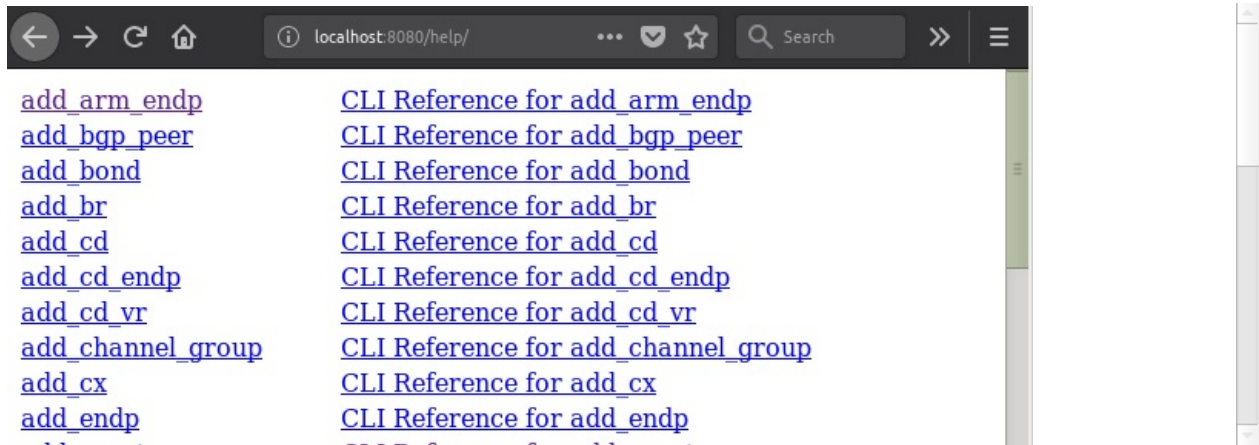 localhost:8080/help/ Search
add_arm_endp CLI Reference for add_arm_endp
add_bgp_peer CLI Reference for add_bgp_peer
add_bond CLI Reference for add_bond
add_br CLI Reference for add_br
add_cd CLI Reference for add_cd
add_cd_endp CLI Reference for add_cd_endp
add_cd_vr CLI Reference for add_cd_vr
add_channel_group CLI Reference for add_channel_group
add_cx CLI Reference for add_cx
add_endp CLI Reference for add_endp